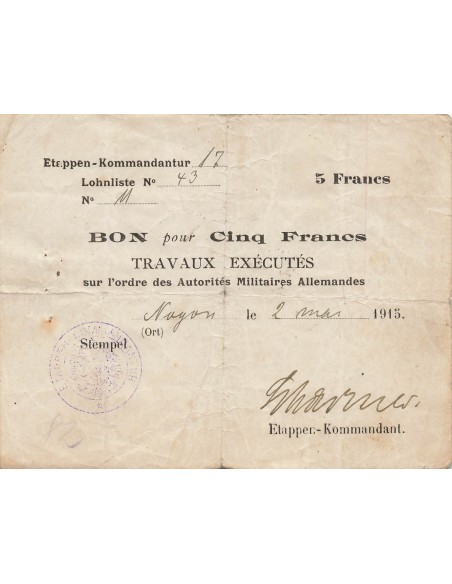 Etappen-Kommandantur 17
5 Francs
Lohnliste No 43
No 11
BON pour Cinq Francs
TRAVAUX EXÉCUTÉS
sur l'ordre des Autorités Militaires Allemandes
Noyon le 2 mai 1915.
(Ort)
Stempel
Etappen-Kommandant.